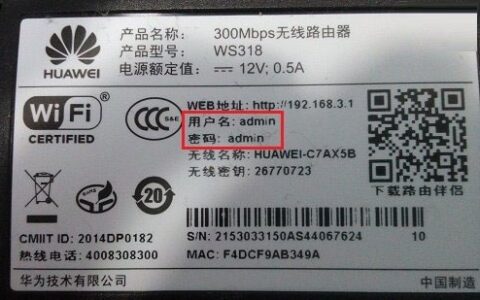 HUAWEI
产品名称: 300Mbps无线路由器
产品型号: WS318
电源额定值: 12V; 0.5A
Wi Fi
CERTIFIED
CCC
S&E
WEB地址: http://192.168.3.1
用户名: admin
密码: admin
无线名称: HUAWEI-C7AX5B
无线密钥: 26770723
下载路由伴侣
20
CMIIT ID: 2014DP0182
热线电话: 4008308300
华为技术有限公司
S/N: 2153033150AS44067624 10
MAC: F4DCF9AB349A
中国制造